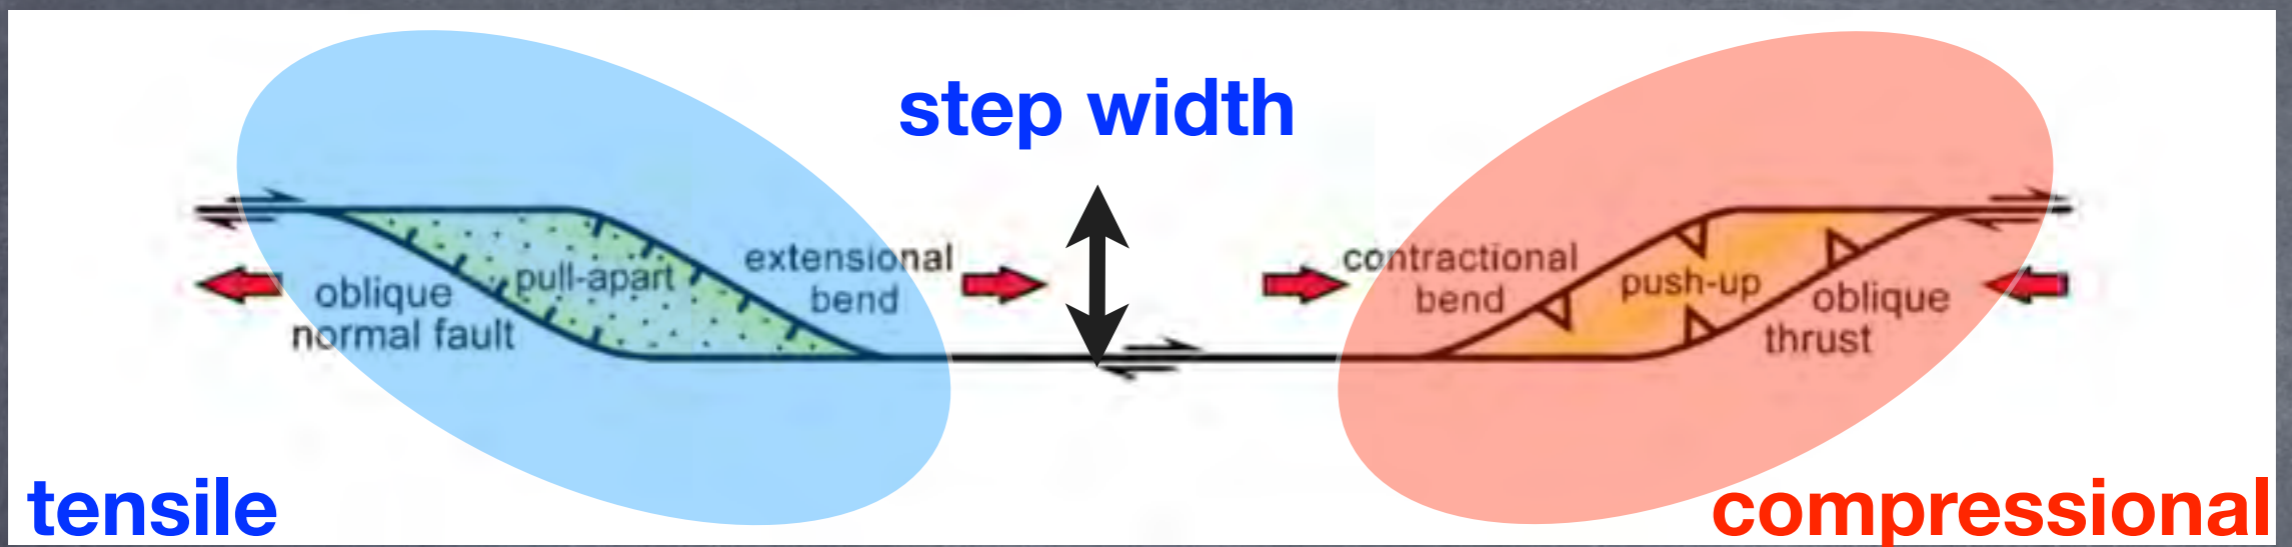 step width
extensional
bend
pull-apart
oblique
normal fault
contractional
bend
push-up
oblique
thrust
tensile
compressional